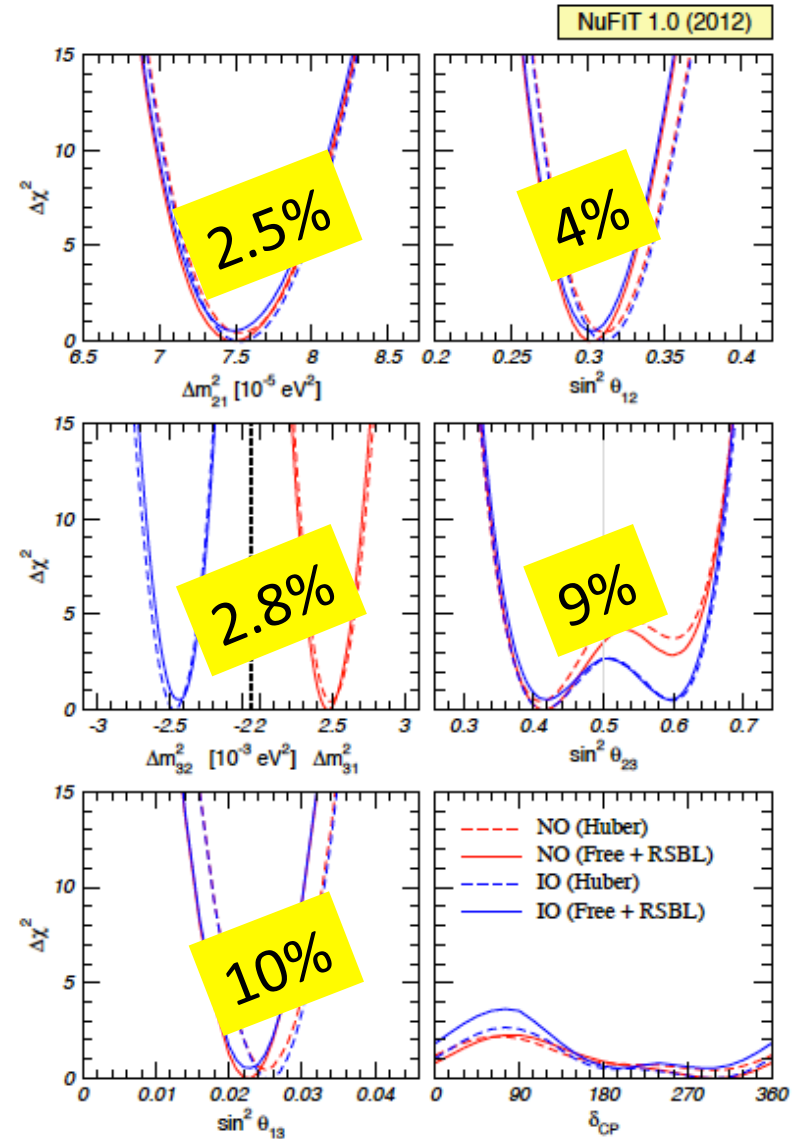 NuFIT 1.0 (2012)
15
10
5
0
Δχ²
2.5%
4%
6.5 7 7.5 8 8.5
0.2 0.25 0.3 0.35 0.4
Δm²₂₁ [10⁻⁵ eV²]
sin² θ₁₂
15
10
5
0
Δχ²
2.8%
9%
-3 -2.5 -2 2 2.5 3
0.3 0.4 0.5 0.6 0.7
Δm²₃₂ [10⁻³ eV²] Δm²₃₁
sin² θ₂₃
15
10
5
0
Δχ²
10%
NO (Huber)
NO (Free + RSBL)
IO (Huber)
IO (Free + RSBL)
0 0.01 0.02 0.03 0.04
0 90 180 270 360
sin² θ₁₃
δ_CP